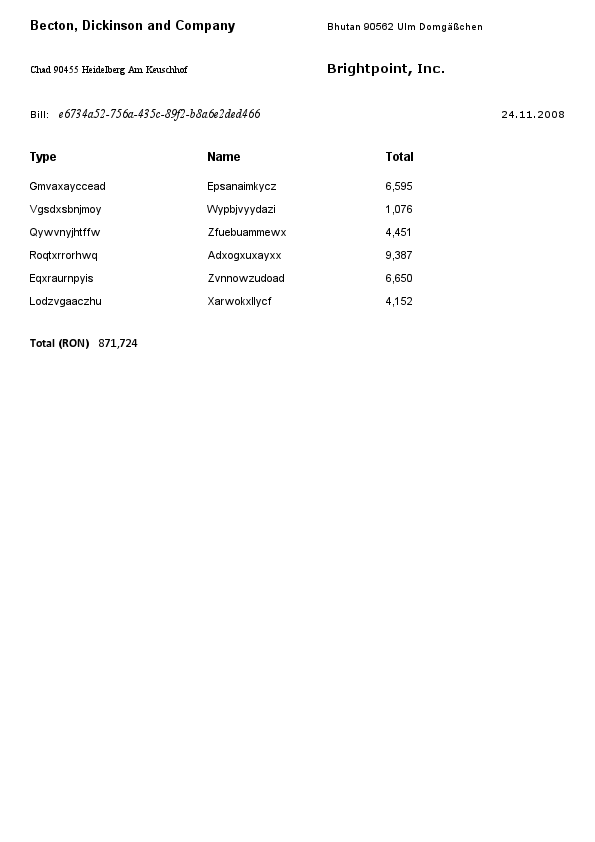 Becton, Dickinson and Company
Bhutan 90562 Ulm Domgäßchen
Chad 90455 Heidelberg Am Keuschhof
Brightpoint, Inc.
Bill: e6734a52-756a-435c-89f2-b8a6e2ded466 24.11.2008
Type Name Total
Gmvaxayccead Epsanaimkycz 6,595
Vgsdxsbnjmoy Wypbjvyydazi 1,076
Qywvnyjhtffw Zfuebuammewx 4,451
Roqtxrrorhwq Adxogxuxayxx 9,387
Eqxraurnpyis Zvnnowzudoad 6,650
Lodzvgaaczhu Xarwokxllycf 4,152
Total (RON) 871,724